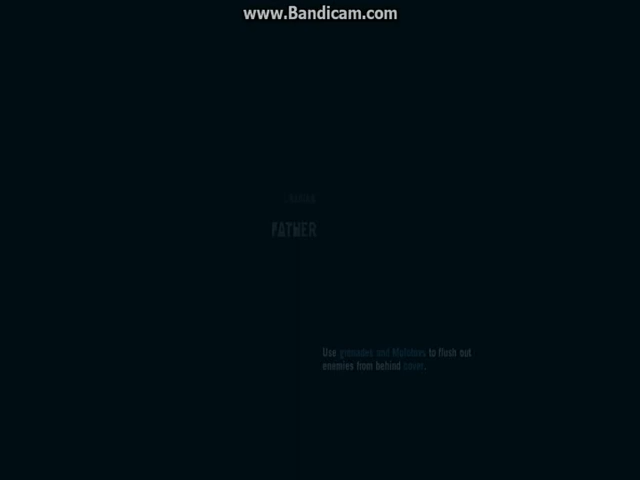 www.Bandicam.com
FATHER
Use grenades and Molotovs to flush out
enemies from behind cover.